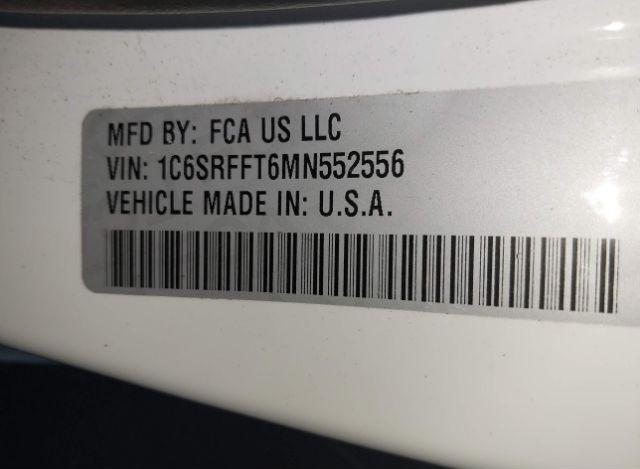 MFD BY: FCA US LLC
VIN: 1C6SRFFT6MN552556
VEHICLE MADE IN: U.S.A.